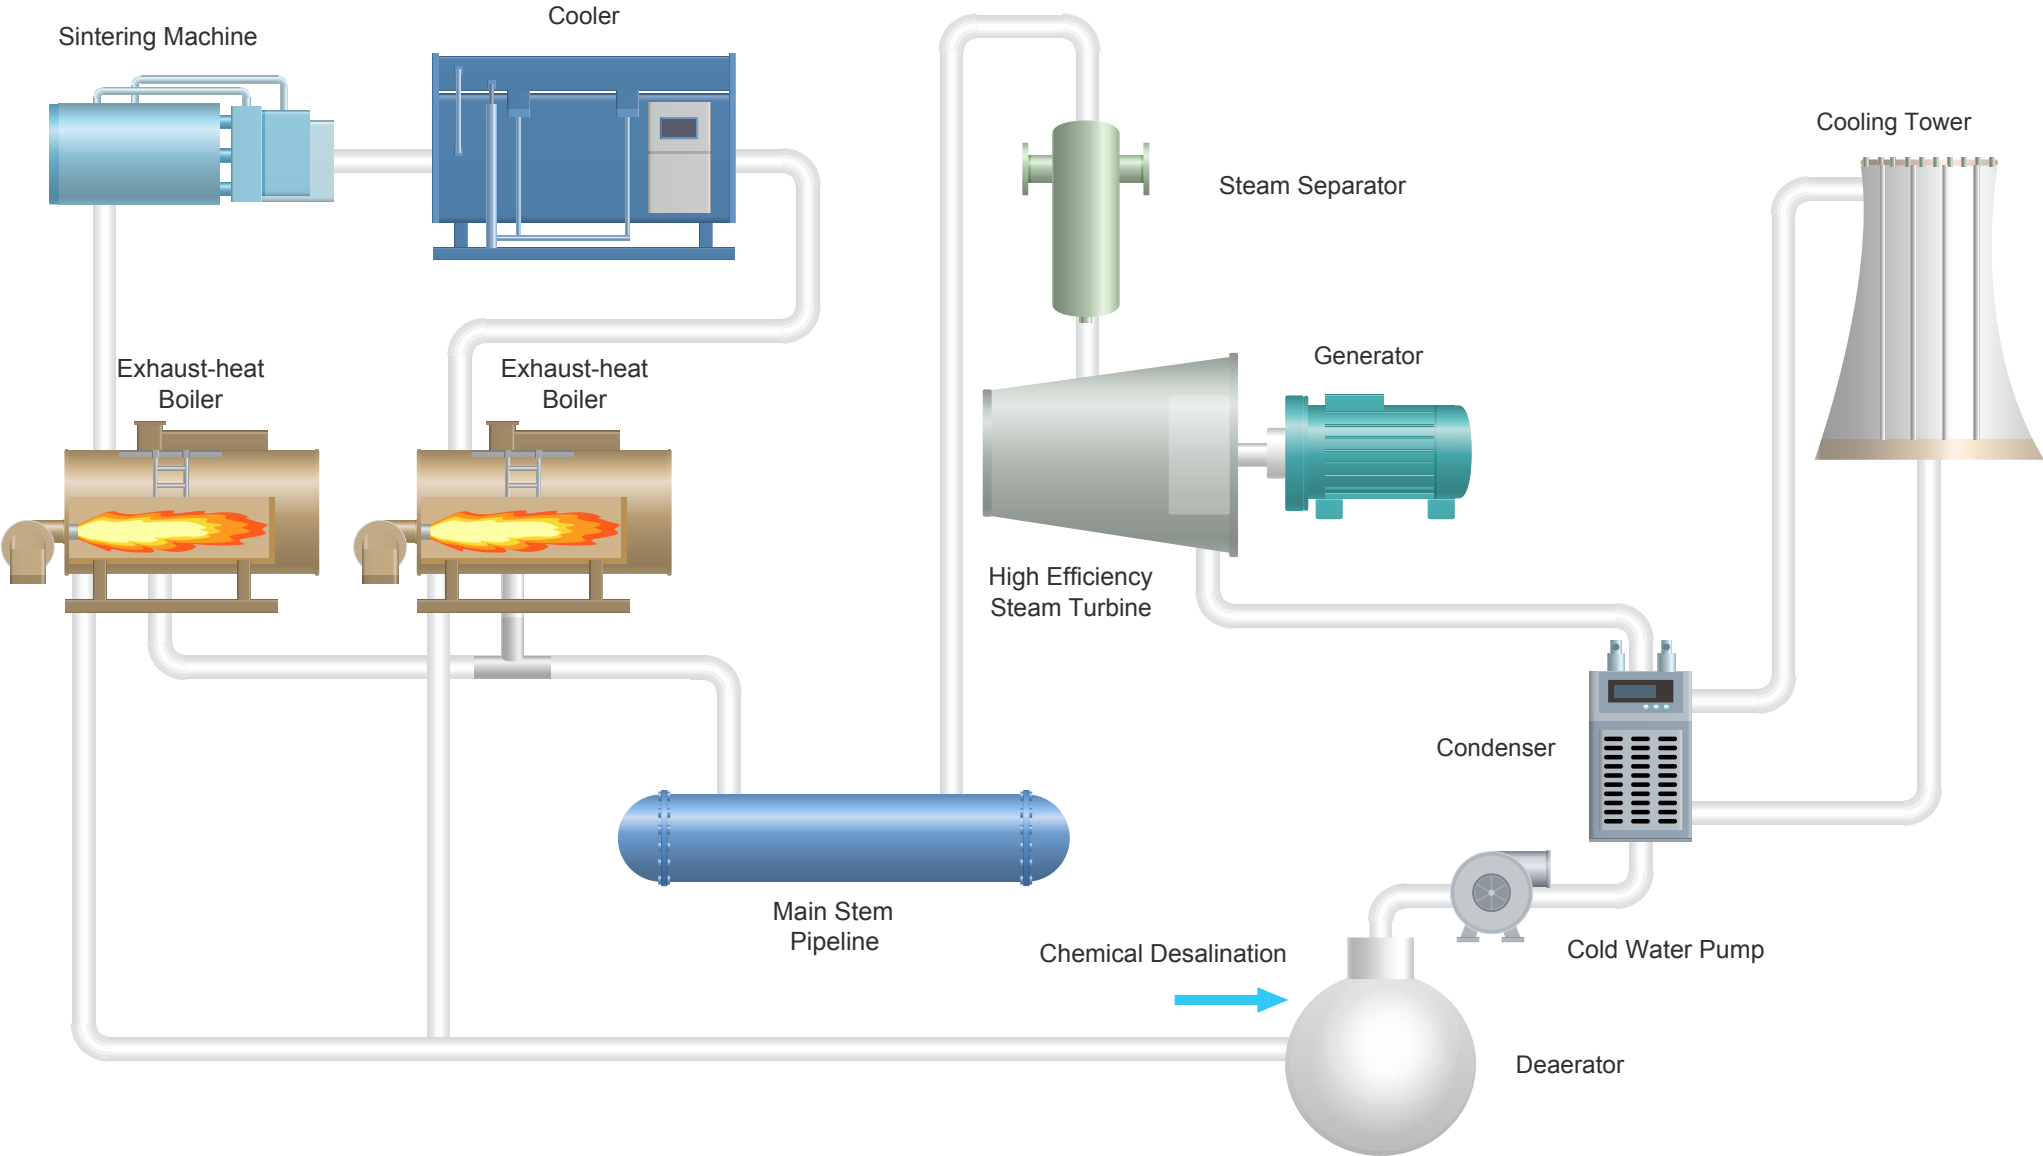 Cooler
Sintering Machine
Cooling Tower
Steam Separator
Generator
Exhaust-heat
Boiler
Exhaust-heat
Boiler
High Efficiency
Steam Turbine
Condenser
Main Stem
Pipeline
Chemical Desalination
Cold Water Pump
Deaerator